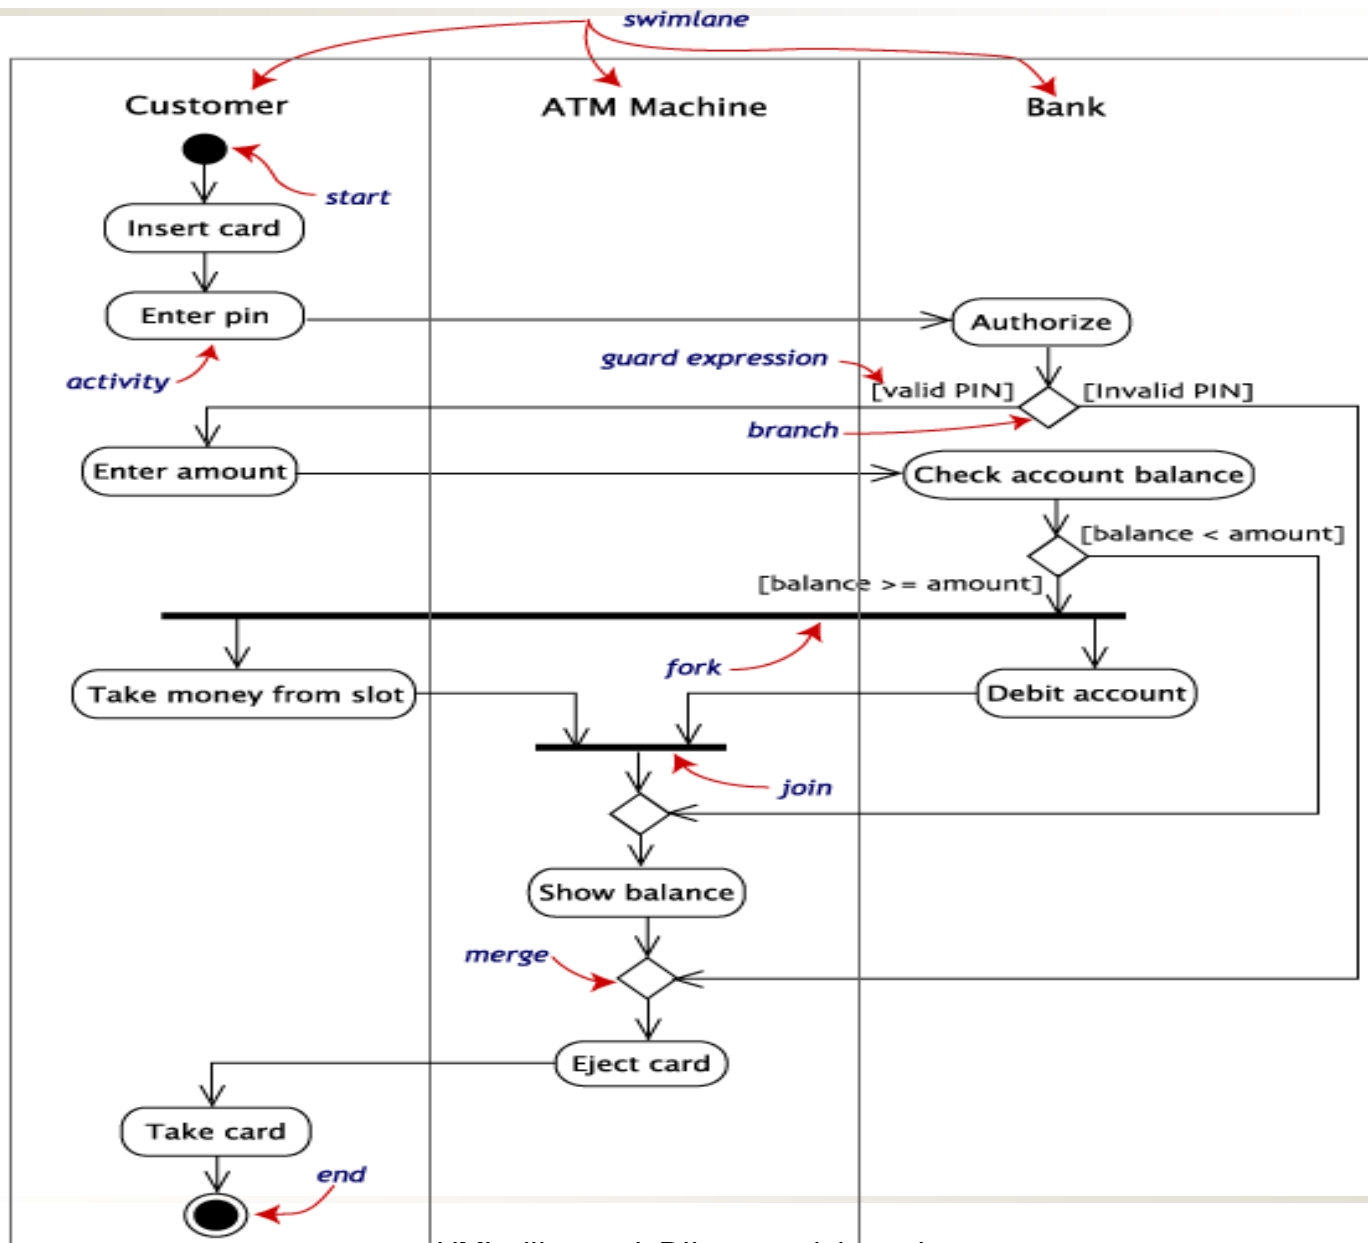 swimlane
Customer
ATM Machine
Bank
start
Insert card
Enter pin
Authorize
guard expression
activity
[valid PIN]
[Invalid PIN]
branch
Enter amount
Check account balance
[balance < amount]
[balance >= amount]
fork
Take money from slot
Debit account
join
Show balance
merge
Eject card
Take card
end